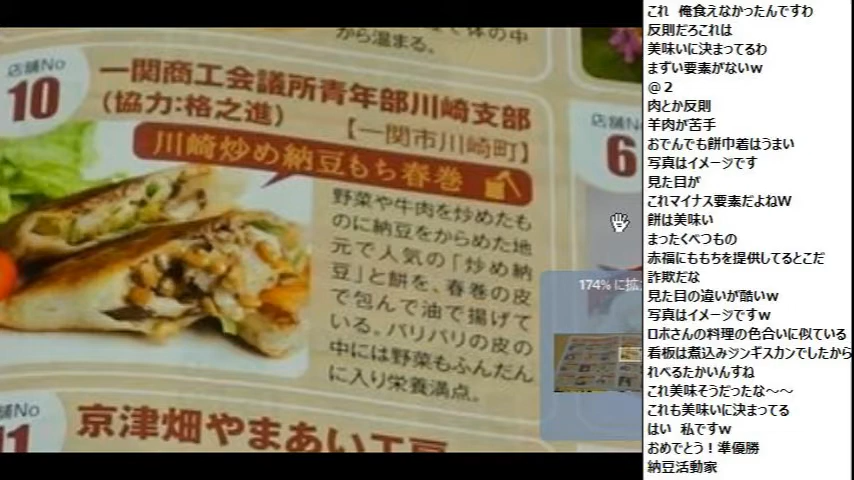 から温まる。
店舗No
10
一関商工会議所青年部川崎支部
(協力:格之進)
【一関市川崎町】
川崎炒め納豆もち春巻
野菜や牛肉を炒めたも
のに納豆をからめた地
元で人気の「炒め納
豆」と餅を、春巻の皮
で包んで油で揚げて
いる。パリパリの皮の
中には野菜もふんだん
に入り栄養満点。
店舗No
6
174% に拡
舗No
11
京津畑やまあい工房
これ 俺食えなかったんですわ
反則だろこれは
美味いに決まってるわ
まずい要素がないw
@2
肉とか反則
羊肉が苦手
おでんでも餅巾着はうまい
写真はイメージです
見た目が
これマイナス要素だよねW
餅は美味い
まったくべつもの
赤福にももちを提供してるとこだ
詐欺だな
見た目の違いが酷いw
写真はイメージですw
ロボさんの料理の色合いに似ている
看板は煮込みジンギスカンでしたから
れべるたかいんすね
これ美味そうだったな～～
これも美味いに決まってる
はい 私ですw
おめでとう！準優勝
納豆活動家